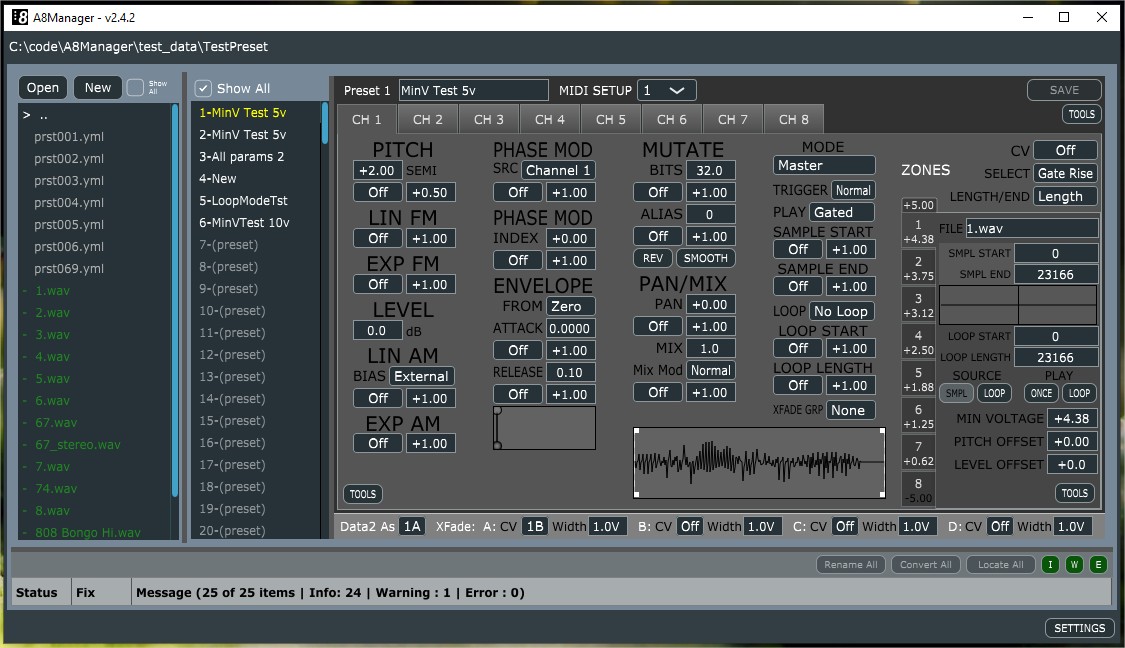 A8Manager - v2.4.2
C:\code\A8Manager\test_data\TestPreset
Open New Show All
> ..
prst001.yml
prst002.yml
prst003.yml
prst004.yml
prst005.yml
prst006.yml
prst069.yml
- 1.wav
- 2.wav
- 3.wav
- 4.wav
- 5.wav
- 6.wav
- 67.wav
- 67_stereo.wav
- 7.wav
- 74.wav
- 8.wav
- 808 Bongo Hi.wav
Show All
1-MinV Test 5v
2-MinV Test 5v
3-All params 2
4-New
5-LoopModeTst
6-MinVTest 10v
7-(preset)
8-(preset)
9-(preset)
10-(preset)
11-(preset)
12-(preset)
13-(preset)
14-(preset)
15-(preset)
16-(preset)
17-(preset)
18-(preset)
19-(preset)
20-(preset)
Preset 1 MinV Test 5v MIDI SETUP 1 SAVE
TOOLS
CH 1 CH 2 CH 3 CH 4 CH 5 CH 6 CH 7 CH 8
PITCH
+2.00 SEMI
Off +0.50
LIN FM
Off +1.00
EXP FM
Off +1.00
LEVEL
0.0 dB
LIN AM
BIAS External
Off +1.00
EXP AM
Off +1.00
TOOLS
PHASE MOD
SRC Channel 1
Off +1.00
PHASE MOD
INDEX +0.00
Off +1.00
ENVELOPE
FROM Zero
ATTACK 0.0000
Off +1.00
RELEASE 0.10
Off +1.00
MUTATE
BITS 32.0
Off +1.00
ALIAS 0
Off +1.00
REV SMOOTH
PAN/MIX
PAN +0.00
Off +1.00
MIX 1.0
Mix Mod Normal
Off +1.00
MODE
Master
TRIGGER Normal
PLAY Gated
SAMPLE START
Off +1.00
SAMPLE END
Off +1.00
LOOP No Loop
LOOP START
Off +1.00
LOOP LENGTH
Off +1.00
XFADE GRP None
ZONES
+5.00
1
+4.38
2
+3.75
3
+3.12
4
+2.50
5
+1.88
6
+1.25
7
+0.62
8
-5.00
CV Off
SELECT Gate Rise
LENGTH/END Length
FILE 1.wav
SMPL START 0
SMPL END 23166
LOOP START 0
LOOP LENGTH 23166
SOURCE PLAY
SMPL LOOP ONCE LOOP
MIN VOLTAGE +4.38
PITCH OFFSET +0.00
LEVEL OFFSET +0.0
TOOLS
Data2 As 1A XFade: A: CV 1B Width 1.0V B: CV Off Width 1.0V C: CV Off Width 1.0V D: CV Off Width 1.0V
Rename All Convert All Locate All I W E
Status Fix Message (25 of 25 items | Info: 24 | Warning : 1 | Error : 0)
SETTINGS